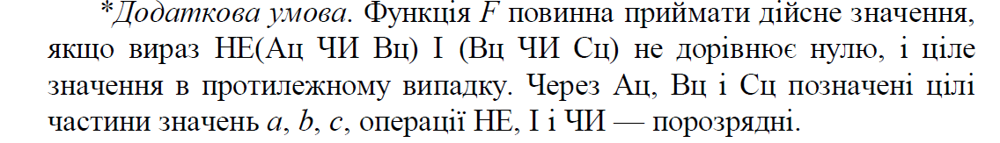 *Додаткова умова. Функція F повинна приймати дійсне значення,
якщо вираз НЕ(Ац ЧИ Вц) І (Вц ЧИ Сц) не дорівнює нулю, і ціле
значення в протилежному випадку. Через Ац, Вц і Сц позначені цілі
частини значень a, b, c, операції НЕ, І і ЧИ — порозрядні.